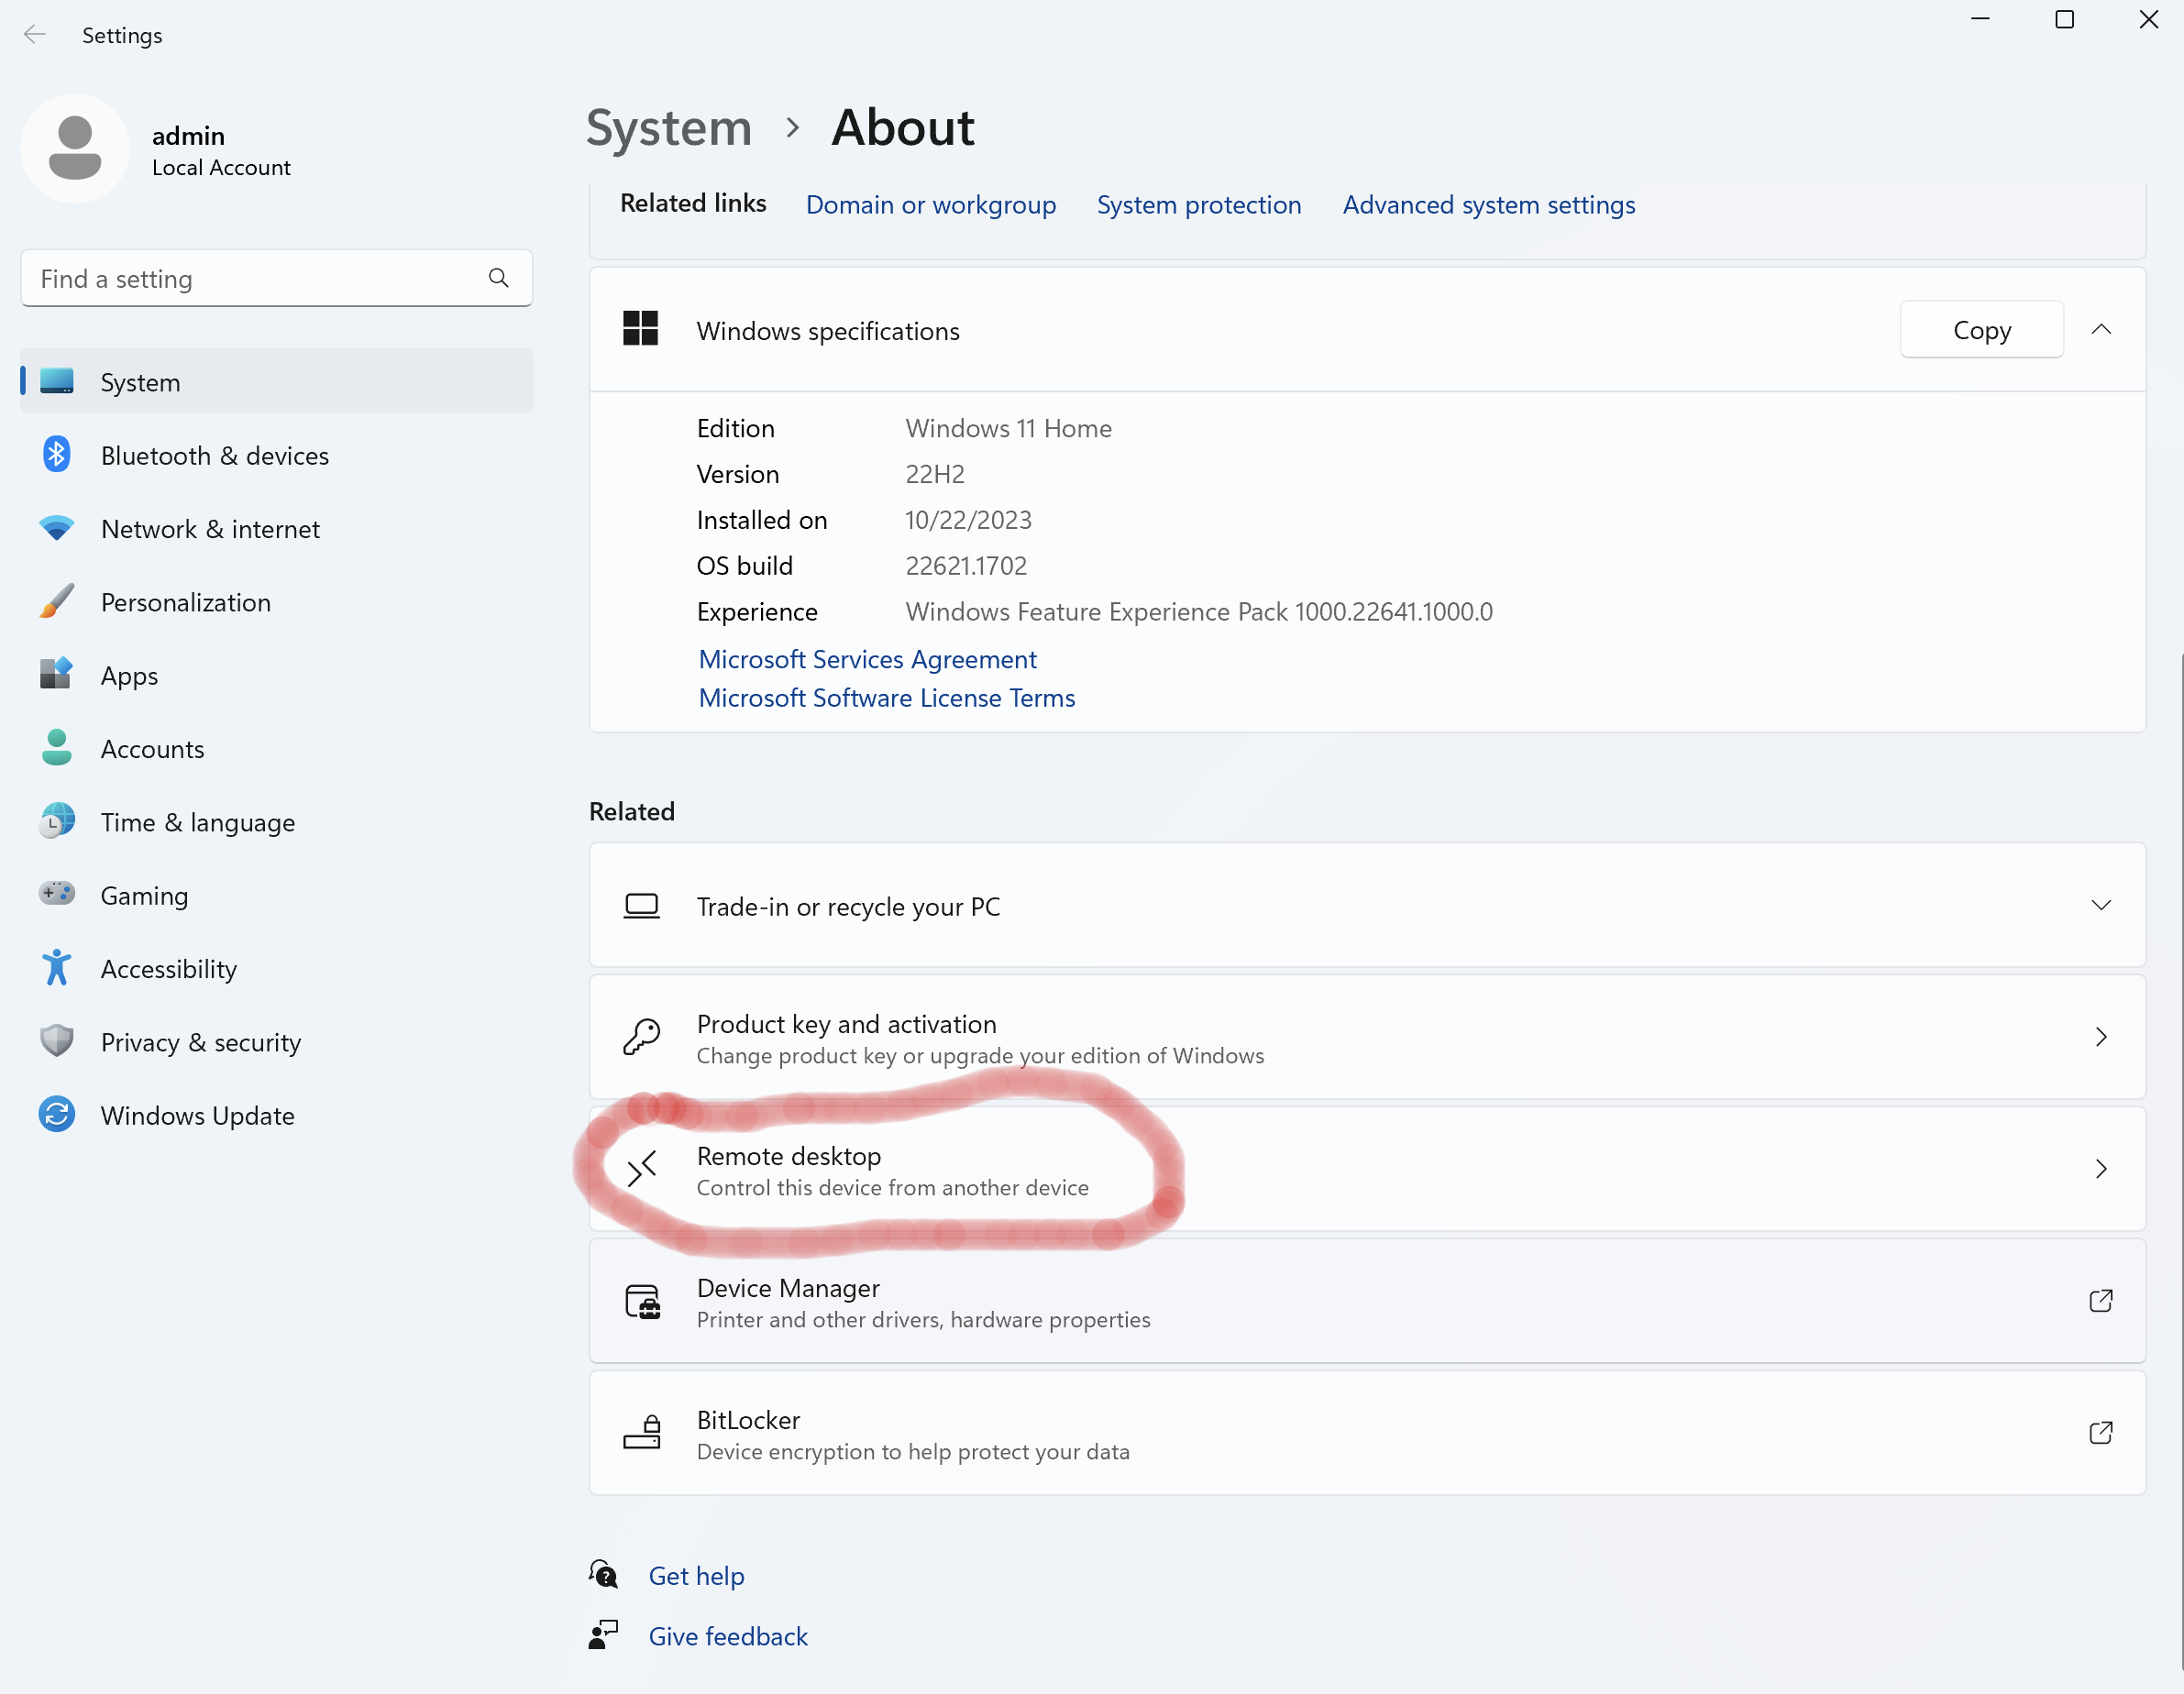 Settings
admin
Local Account
Find a setting
System
Bluetooth & devices
Network & internet
Personalization
Apps
Accounts
Time & language
Gaming
Accessibility
Privacy & security
Windows Update
System > About
Related links Domain or workgroup System protection Advanced system settings
Windows specifications Copy
Edition Windows 11 Home
Version 22H2
Installed on 10/22/2023
OS build 22621.1702
Experience Windows Feature Experience Pack 1000.22641.1000.0
Microsoft Services Agreement
Microsoft Software License Terms
Related
Trade-in or recycle your PC
Product key and activation
Change product key or upgrade your edition of Windows
Remote desktop
Control this device from another device
Device Manager
Printer and other drivers, hardware properties
BitLocker
Device encryption to help protect your data
Get help
Give feedback